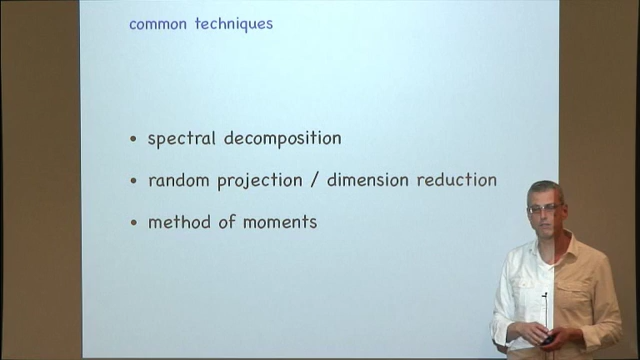 common techniques
• spectral decomposition
• random projection / dimension reduction
• method of moments